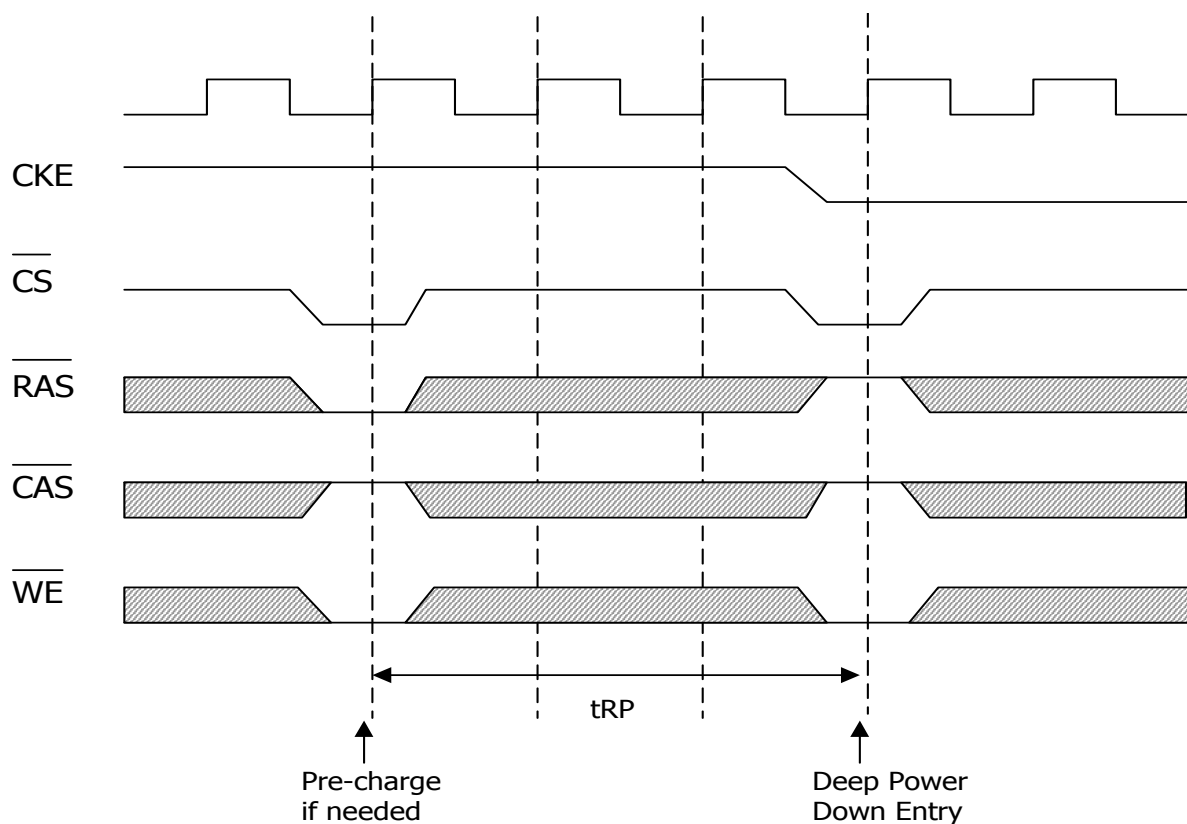 CKE
CS
RAS
CAS
WE
tRP
Pre-charge
if needed
Deep Power
Down Entry